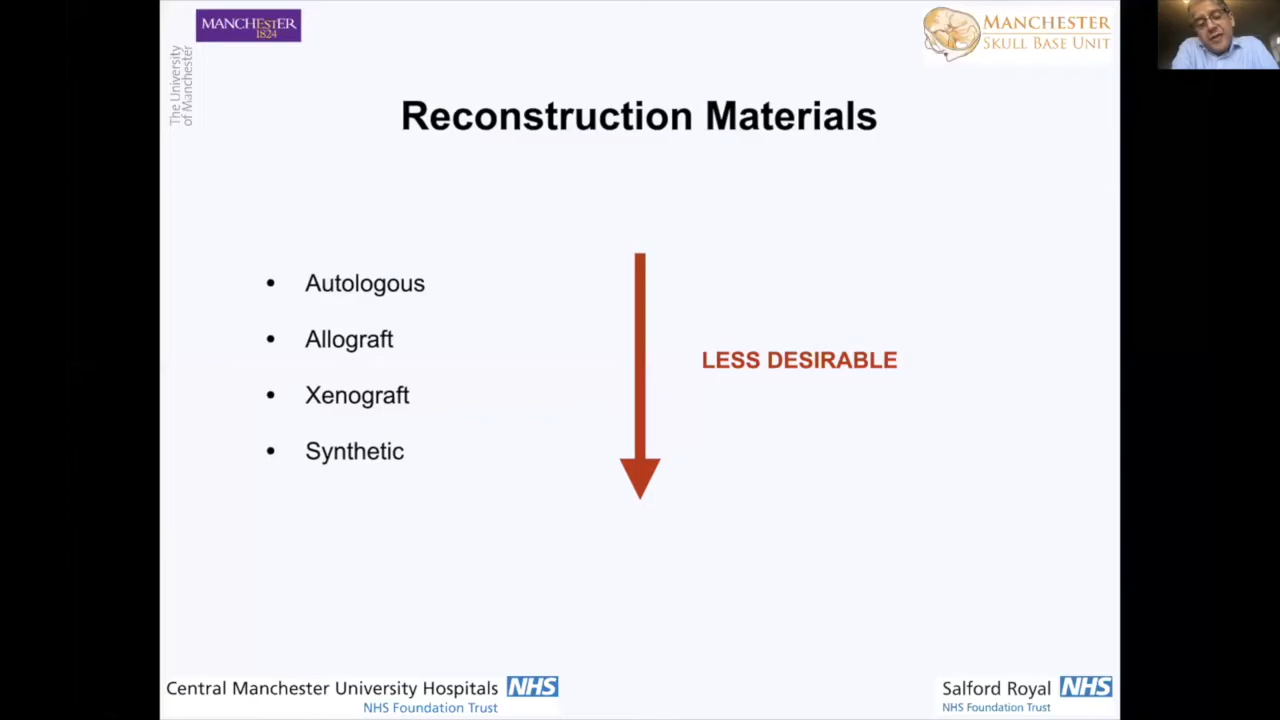 MANCHESTER
1824
The University
of Manchester
MANCHESTER
SKULL BASE UNIT
Reconstruction Materials
• Autologous
• Allograft
• Xenograft
• Synthetic
LESS DESIRABLE
Central Manchester University Hospitals NHS
NHS Foundation Trust
Salford Royal NHS
NHS Foundation Trust